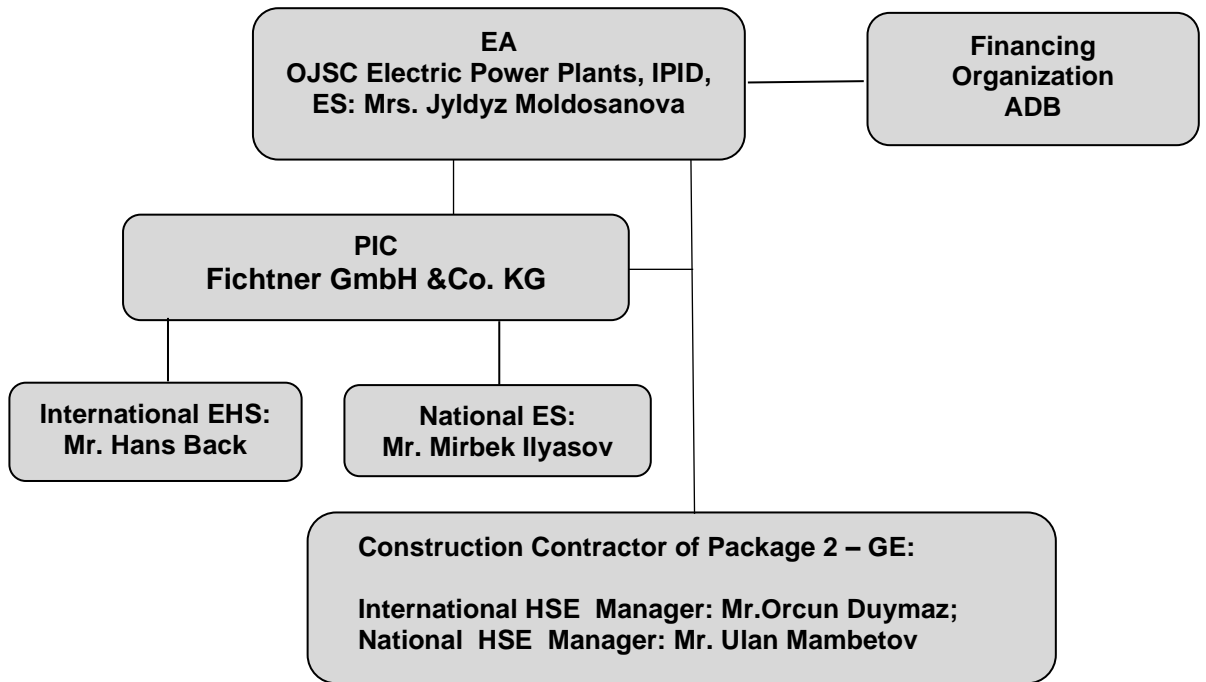 EA
OJSC Electric Power Plants, IPID,
ES: Mrs. Jyldyz Moldosanova
Financing
Organization
ADB
PIC
Fichtner GmbH &Co. KG
International EHS:
Mr. Hans Back
National ES:
Mr. Mirbek Ilyasov
Construction Contractor of Package 2 – GE:
International HSE Manager: Mr.Orcun Duymaz;
National HSE Manager: Mr. Ulan Mambetov